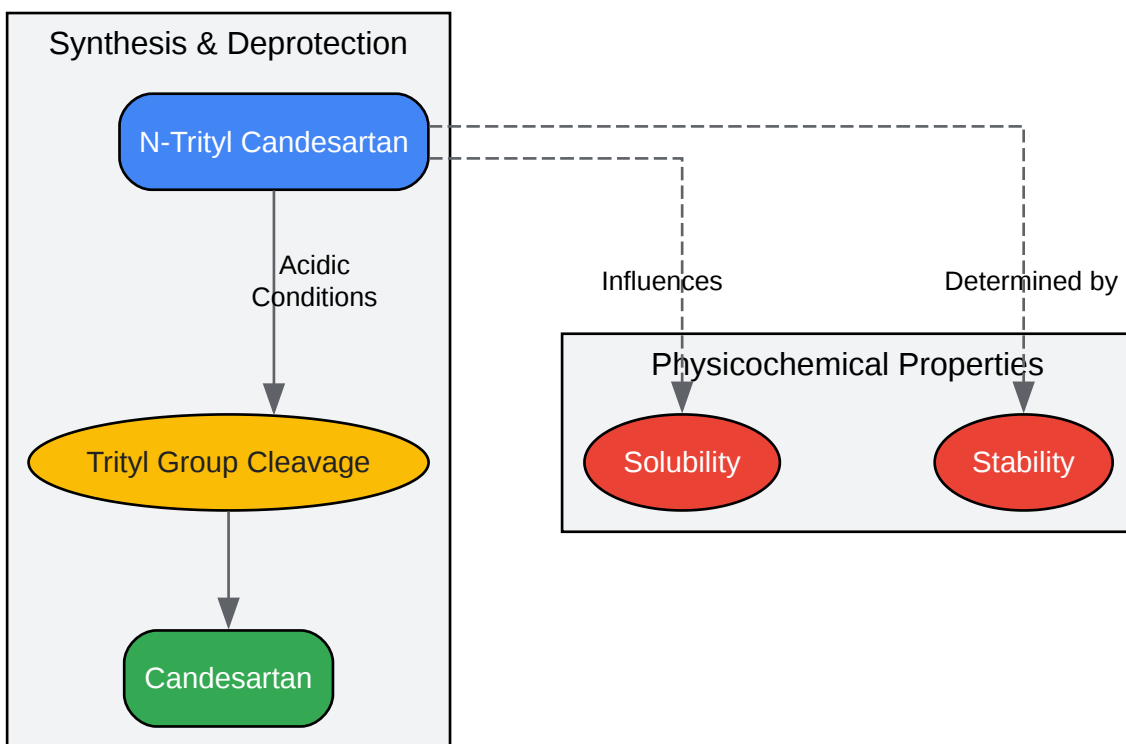 Synthesis & Deprotection
N-Trityl Candesartan
Acidic
Conditions
Trityl Group Cleavage
Candesartan
Influences
Determined by
Physicochemical Properties
Solubility
Stability